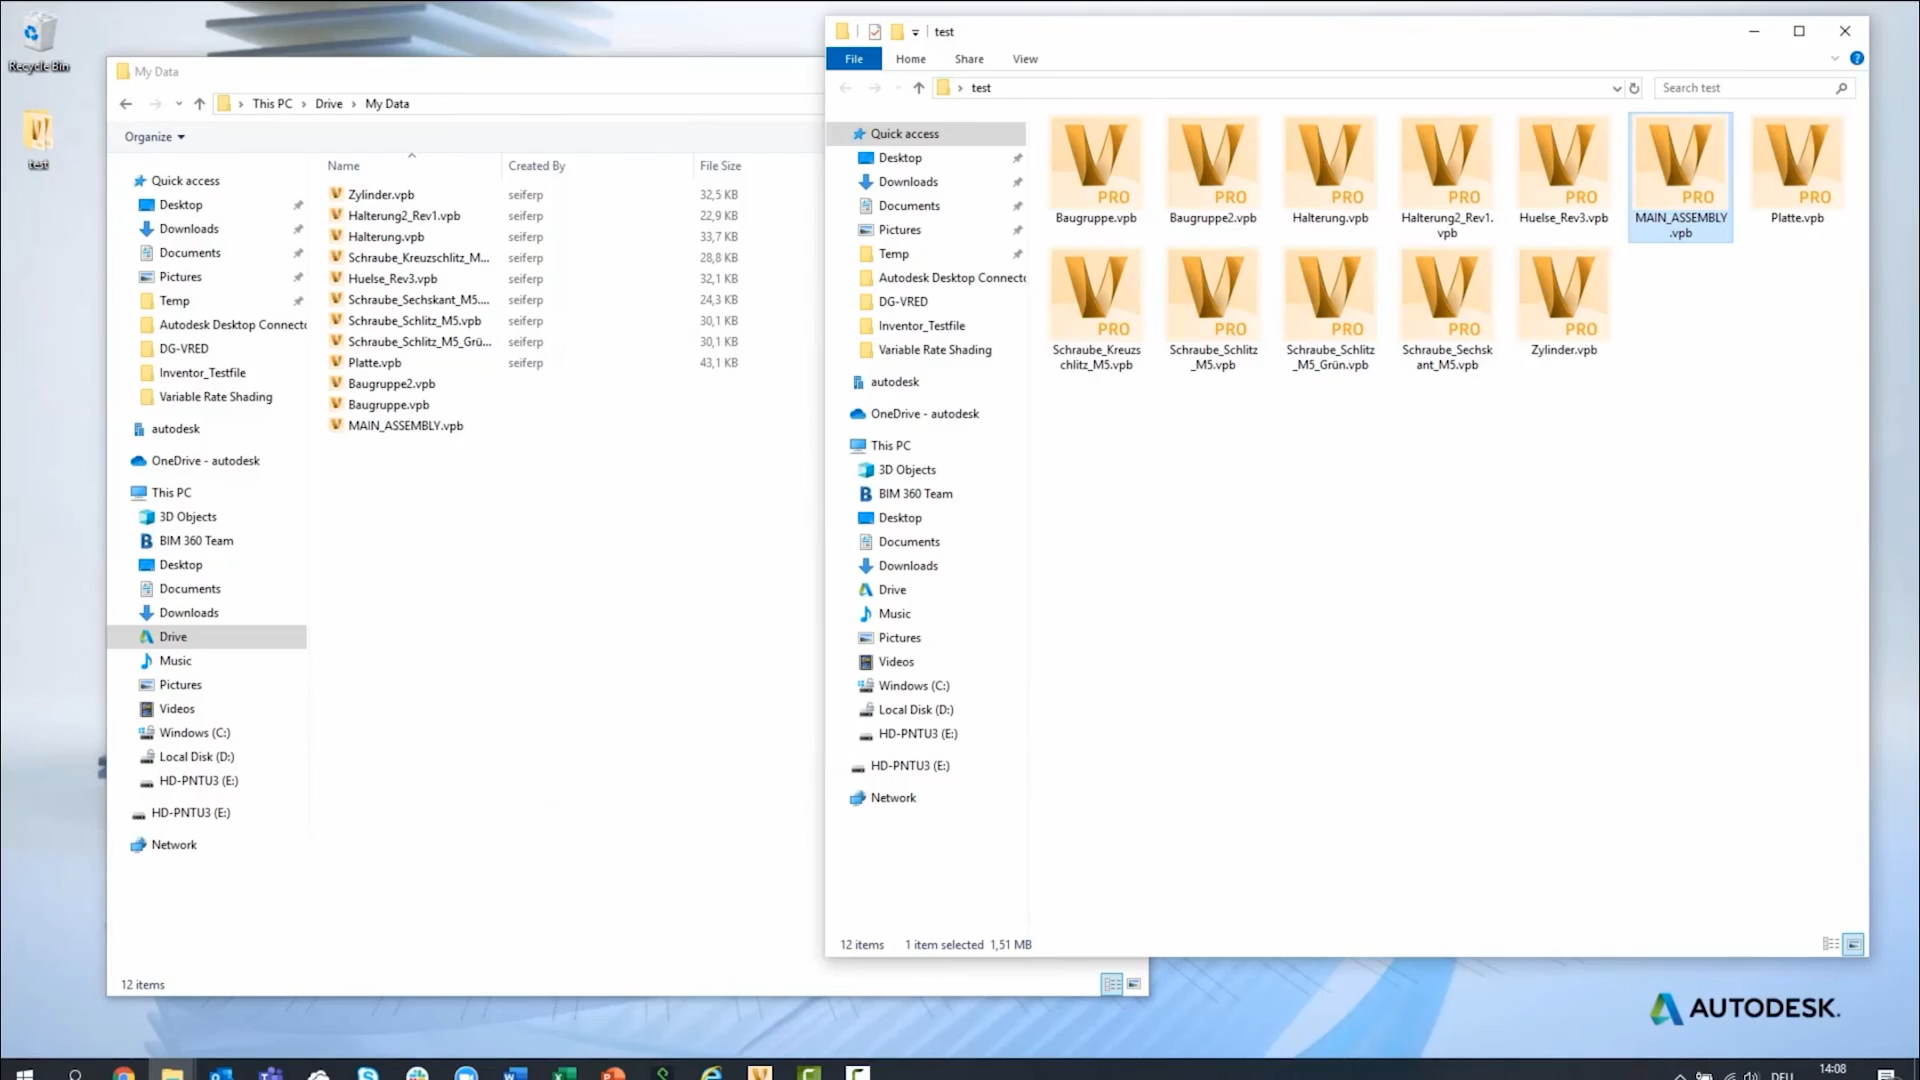 Recycle Bin
test
My Data
This PC > Drive > My Data
Organize
Quick access
Desktop
Downloads
Documents
Pictures
Temp
Autodesk Desktop Connecto
DG-VRED
Inventor_Testfile
Variable Rate Shading
autodesk
OneDrive - autodesk
This PC
3D Objects
BIM 360 Team
Desktop
Documents
Downloads
Drive
Music
Pictures
Videos
Windows (C:)
Local Disk (D:)
HD-PNTU3 (E:)
HD-PNTU3 (E:)
Network
Name Created By File Size
Zylinder.vpb seiferp 32,5 KB
Halterung2_Rev1.vpb seiferp 22,9 KB
Halterung.vpb seiferp 33,7 KB
Schraube_Kreuzschlitz_M... seiferp 28,8 KB
Huelse_Rev3.vpb seiferp 32,1 KB
Schraube_Sechskant_M5.... seiferp 24,3 KB
Schraube_Schlitz_M5.vpb seiferp 30,1 KB
Schraube_Schlitz_M5_Grü... seiferp 30,1 KB
Platte.vpb seiferp 43,1 KB
Baugruppe2.vpb
Baugruppe.vpb
MAIN_ASSEMBLY.vpb
12 items
test
File Home Share View
> test
Search test
Quick access
Desktop
Downloads
Documents
Pictures
Temp
Autodesk Desktop Connecto
DG-VRED
Inventor_Testfile
Variable Rate Shading
autodesk
OneDrive - autodesk
This PC
3D Objects
BIM 360 Team
Desktop
Documents
Downloads
Drive
Music
Pictures
Videos
Windows (C:)
Local Disk (D:)
HD-PNTU3 (E:)
HD-PNTU3 (E:)
Network
PRO PRO PRO PRO PRO PRO PRO
Baugruppe.vpb Baugruppe2.vpb Halterung.vpb Halterung2_Rev1. Huelse_Rev3.vpb MAIN_ASSEMBLY Platte.vpb
vpb .vpb
PRO PRO PRO PRO PRO
Schraube_Kreuzs Schraube_Schlitz Schraube_Schlitz Schraube_Sechsk Zylinder.vpb
chlitz_M5.vpb _M5.vpb _M5_Grün.vpb ant_M5.vpb
12 items 1 item selected 1,51 MB
AUTODESK.
DEU
14:08